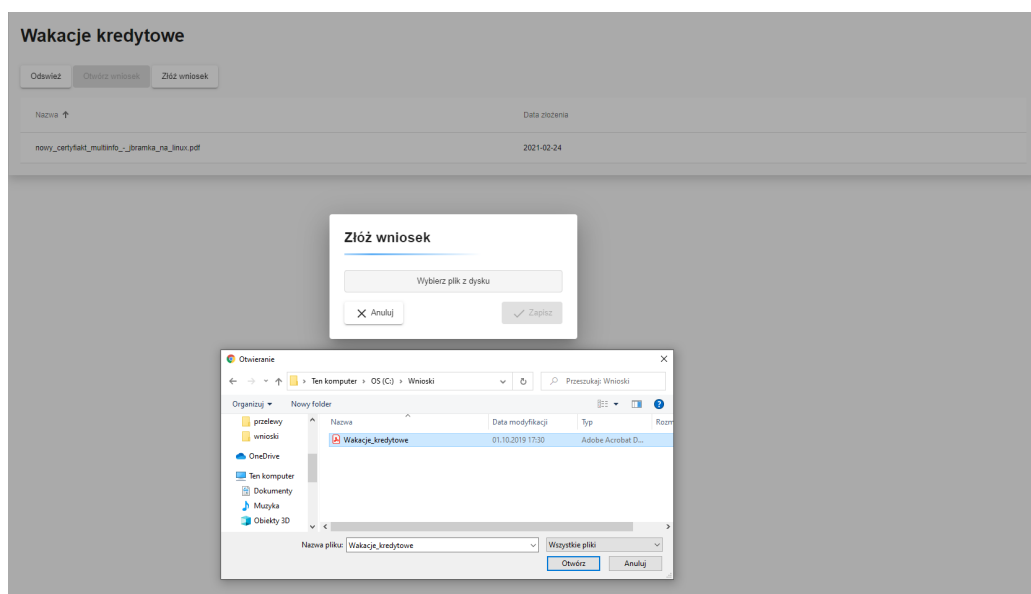 Wakacje kredytowe
Odśwież Otwórz wniosek Złóż wniosek
Nazwa Data złożenia
nowy_certyfiakt_multiinfo_-_jbramka_na_linux.pdf 2021-02-24
Złóż wniosek
Wybierz plik z dysku
Anuluj Zapisz
Otwieranie
Ten komputer › OS (C:) › Wnioski Przeszukaj: Wnioski
Organizuj Nowy folder
przelewy Nazwa Data modyfikacji Typ Rozm
wnioski Wakacje_kredytowe 01.10.2019 17:30 Adobe Acrobat D...
OneDrive
Ten komputer
Dokumenty
Muzyka
Obiekty 3D
Nazwa pliku: Wakacje_kredytowe Wszystkie pliki
Otwórz Anuluj